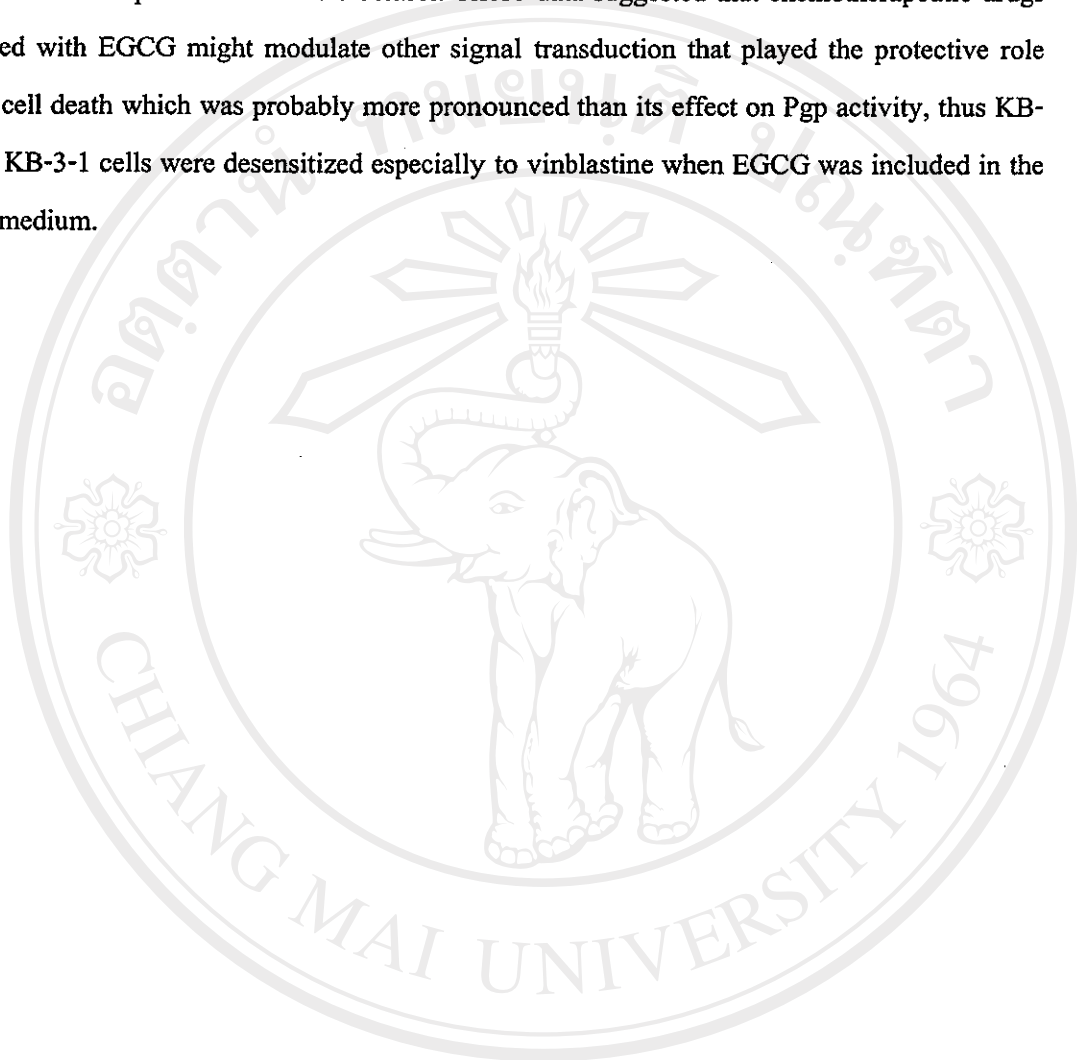 ed with EGCG might modulate other signal transduction that played the protective role
cell death which was probably more pronounced than its effect on Pgp activity, thus KB-
KB-3-1 cells were desensitized especially to vinblastine when EGCG was included in the
medium.
CHIANG MAI UNIVERSITY 1964